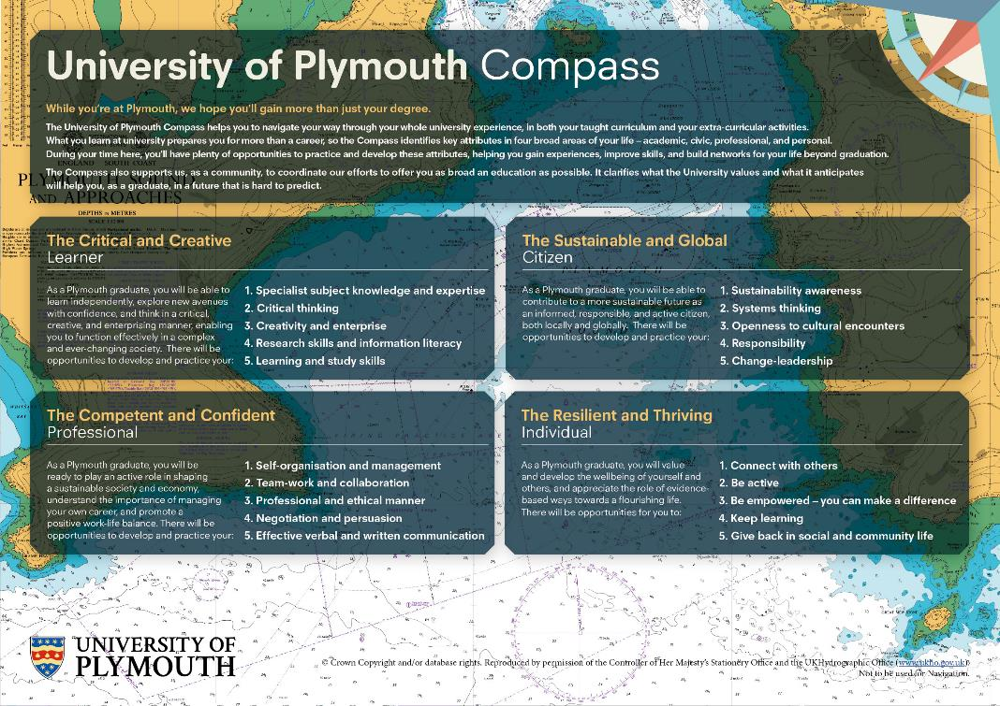 University of Plymouth Compass
While you're at Plymouth, we hope you'll gain more than just your degree.
The University of Plymouth Compass helps you to navigate your way through your whole university experience, in both your taught curriculum and your extra-curricular activities.
What you learn at university prepares you for more than a career, so the Compass identifies key attributes in four broad areas of your life – academic, civic, professional, and personal.
During your time here, you'll have plenty of opportunities to practice and develop these attributes, helping you gain experiences, improve skills, and build networks for your life beyond graduation.
ENGLAND SOUTH COAST
The Compass also supports us, as a community, to coordinate our efforts to offer you as broad an education as possible. It clarifies what the University values and what it anticipates
will help you, as a graduate, in a future that is hard to predict.
PLYMOUTH SOUND
AND APPROACHES
DEPTHS IN METRES
The Critical and Creative
Learner
As a Plymouth graduate, you will be able to
learn independently, explore new avenues
with confidence, and think in a critical,
creative, and enterprising manner, enabling
you to function effectively in a complex
and ever-changing society. There will be
opportunities to develop and practice your:
1. Specialist subject knowledge and expertise
2. Critical thinking
3. Creativity and enterprise
4. Research skills and information literacy
5. Learning and study skills
The Sustainable and Global
Citizen
As a Plymouth graduate, you will be able to
contribute to a more sustainable future as
an informed, responsible, and active citizen,
both locally and globally. There will be
opportunities to develop and practice your:
1. Sustainability awareness
2. Systems thinking
3. Openness to cultural encounters
4. Responsibility
5. Change-leadership
The Competent and Confident
Professional
As a Plymouth graduate, you will be
ready to play an active role in shaping
a sustainable society and economy,
understand the importance of managing
your own career, and promote a
positive work-life balance. There will be
opportunities to develop and practice your:
1. Self-organisation and management
2. Team-work and collaboration
3. Professional and ethical manner
4. Negotiation and persuasion
5. Effective verbal and written communication
The Resilient and Thriving
Individual
As a Plymouth graduate, you will value
and develop the wellbeing of yourself and
others, and appreciate the role of evidence-
based ways towards a flourishing life.
There will be opportunities for you to:
1. Connect with others
2. Be active
3. Be empowered – you can make a difference
4. Keep learning
5. Give back in social and community life
UNIVERSITY OF
PLYMOUTH
© Crown Copyright and/or database rights. Reproduced by permission of the Controller of Her Majesty's Stationery Office and the UKHydrographic Office (www.ukho.gov.uk)
Not to be used for Navigation.